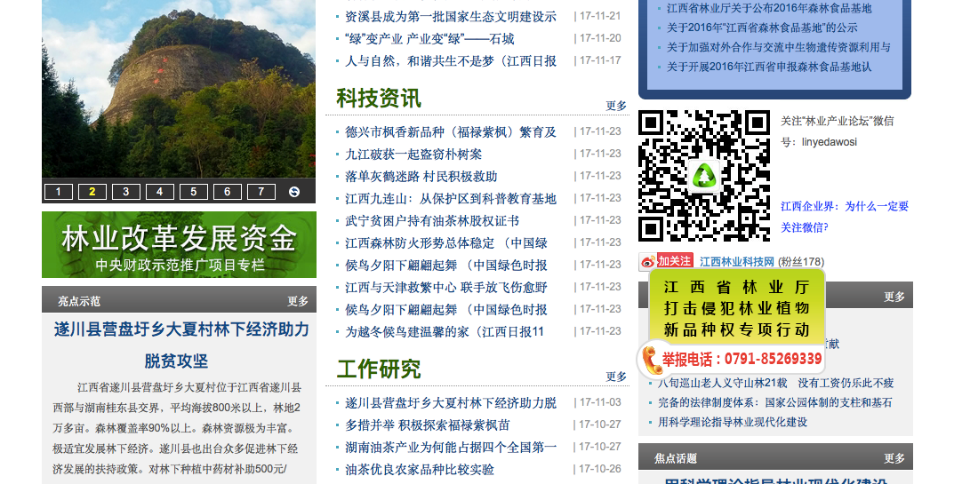 资溪县成为第一批国家生态文明建设示 | 17-11-21
“绿”变产业 产业变“绿”——石城 | 17-11-20
人与自然，和谐共生不是梦（江西日报 | 17-11-17
科技资讯
更多
德兴市枫香新品种（福禄紫枫）繁育及 | 17-11-23
九江破获一起盗窃朴树案 | 17-11-23
落单灰鹤迷路 村民积极救助 | 17-11-23
江西九连山：从保护区到科普教育基地 | 17-11-23
武宁贫困户持有油茶林股权证书 | 17-11-23
江西森林防火形势总体稳定 （中国绿 | 17-11-23
候鸟夕阳下翩翩起舞 （中国绿色时报 | 17-11-23
江西与天津救繁中心 联手放飞伤愈野 | 17-11-23
候鸟夕阳下翩翩起舞 （中国绿色时报 | 17-11-23
为越冬候鸟建温馨的家（江西日报11 | 17-11-23
工作研究
更多
遂川县营盘圩乡大夏村林下经济助力脱 | 17-11-03
多措并举 积极探索福禄紫枫苗 | 17-10-27
湖南油茶产业为何能占据四个全国第一 | 17-10-27
油茶优良农家品种比较实验 | 17-10-26
1 2 3 4 5 6 7
林业改革发展资金
中央财政示范推广项目专栏
亮点示范
更多
遂川县营盘圩乡大夏村林下经济助力
脱贫攻坚
江西省遂川县营盘圩乡大夏村位于江西省遂川县
西部与湖南桂东县交界，平均海拔800米以上，林地2
万多亩。森林覆盖率90%以上。森林资源极为丰富。
极适宜发展林下经济。遂川县也出台众多促进林下经
济发展的扶持政策。对林下种植中药材补助500元/
江西省林业厅关于公布2016年森林食品基地
关于2016年“江西省森林食品基地”的公示
关于加强对外合作与交流中生物遗传资源利用与
关于开展2016年江西省申报森林食品基地认
关注“林业产业论坛”微信
号：linyedawosi
江西企业界：为什么一定要
关注微信?
加关注 江西林业科技网 (粉丝178)
更多
江西省林业厅
打击侵犯林业植物
新品种权专项行动
举报电话：0791-85269339
献
八旬巡山老人义守山林21载 没有工资仍乐此不疲
完备的法律制度体系：国家公园体制的支柱和基石
用科学理论指导林业现代化建设
焦点话题
更多
用科学理论指导林业现代化建设